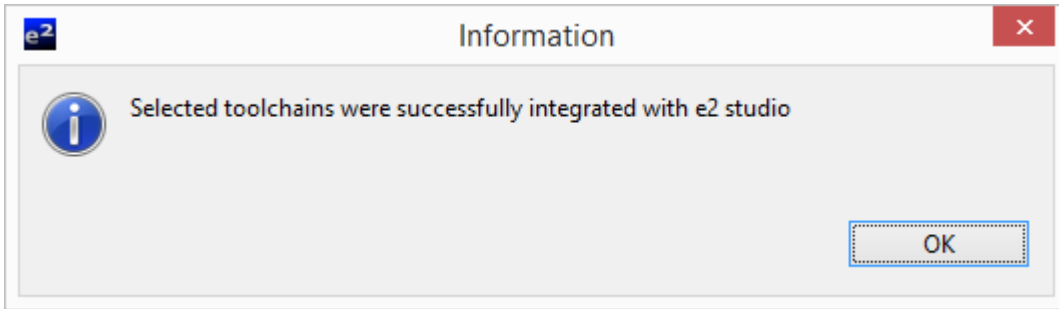 e²
Information
Selected toolchains were successfully integrated with e2 studio
OK